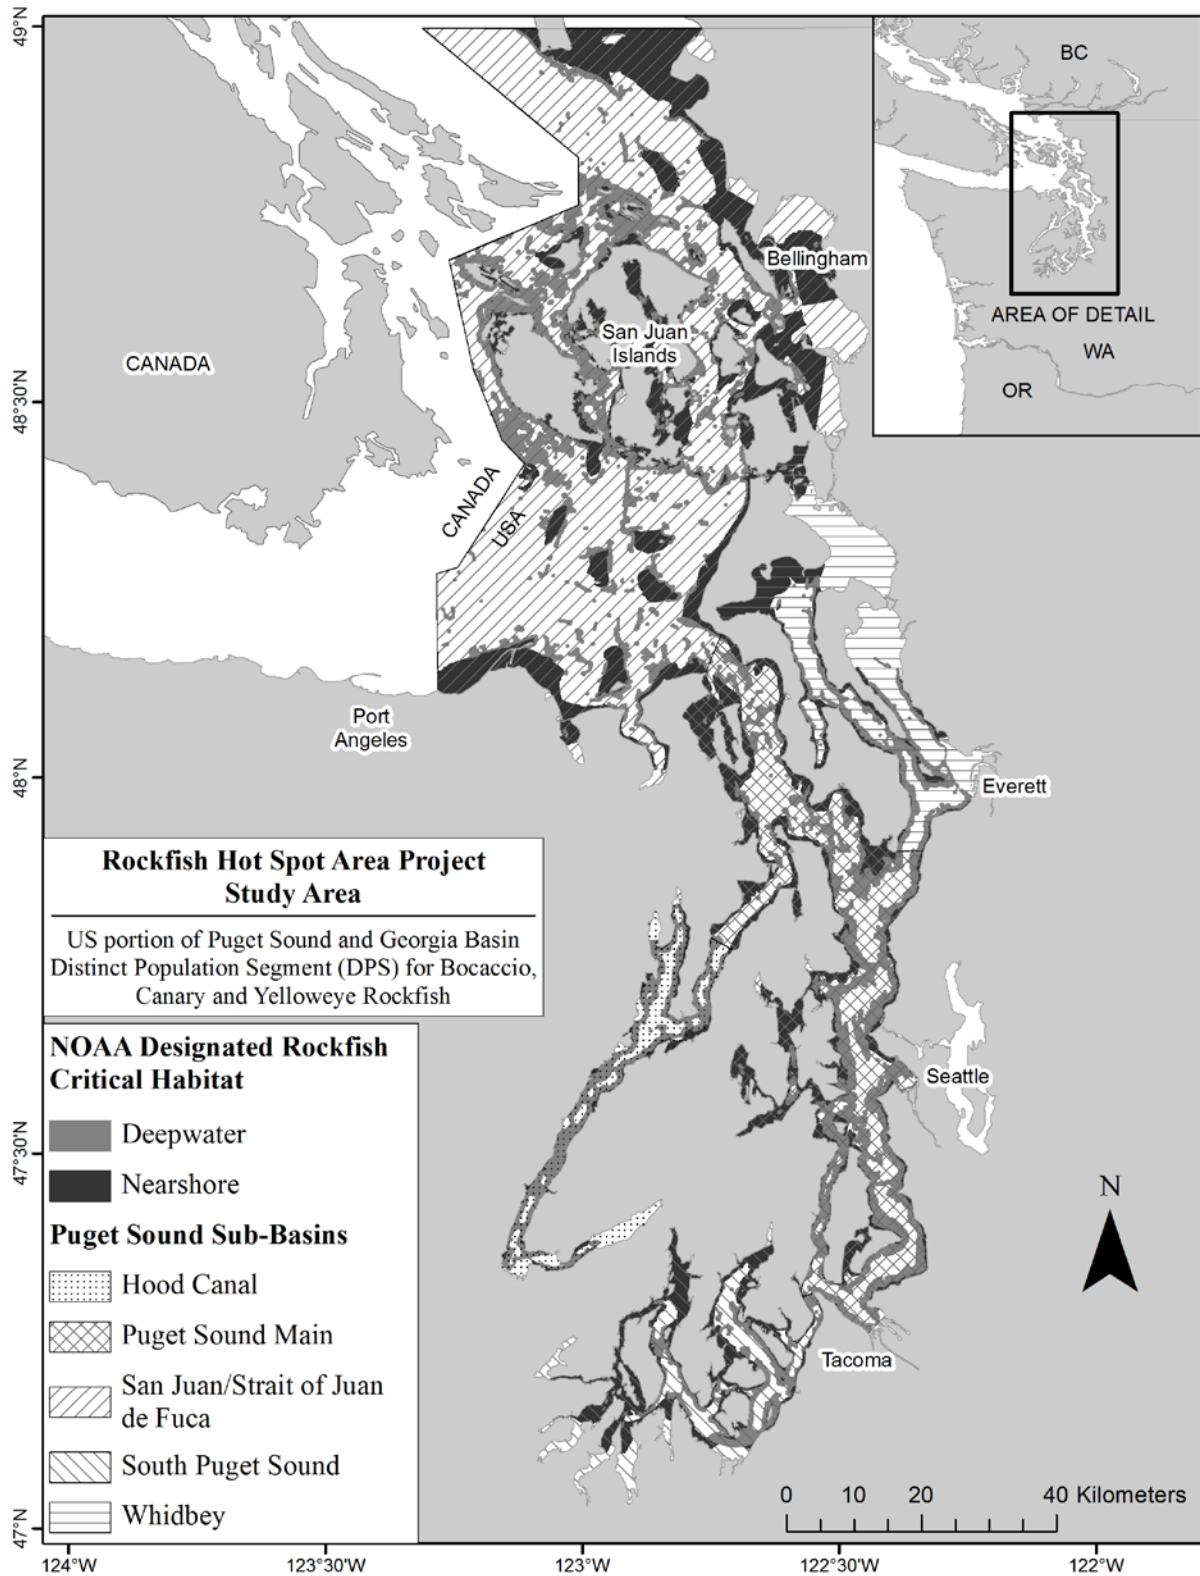 49°N
BC
AREA OF DETAIL
WA
OR
Bellingham
San Juan
Islands
CANADA
48°30'N
CANADA
USA
Port
Angeles
48°N
Everett
Rockfish Hot Spot Area Project
Study Area
US portion of Puget Sound and Georgia Basin
Distinct Population Segment (DPS) for Bocaccio,
Canary and Yelloweye Rockfish
NOAA Designated Rockfish
Critical Habitat
Deepwater
Nearshore
Puget Sound Sub-Basins
Hood Canal
Puget Sound Main
San Juan/Strait of Juan
de Fuca
South Puget Sound
Whidbey
Seattle
47°30'N
N
Tacoma
0 10 20 40 Kilometers
47°N
124°W 123°30'W 123°W 122°30'W 122°W